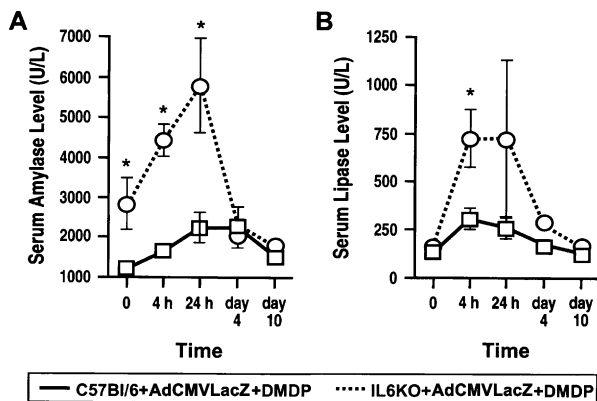 A
Serum Amylase Level (U/L)
7000
6000
5000
4000
3000
2000
1000
*
*
*
0
4 h
24 h
day
4
day
10
Time
B
Serum Lipase Level (U/L)
1250
1000
750
500
250
0
*
0
4 h
24 h
day
4
day
10
Time
C57Bl/6+AdCMVLacZ+DMDP
IL6KO+AdCMVLacZ+DMDP